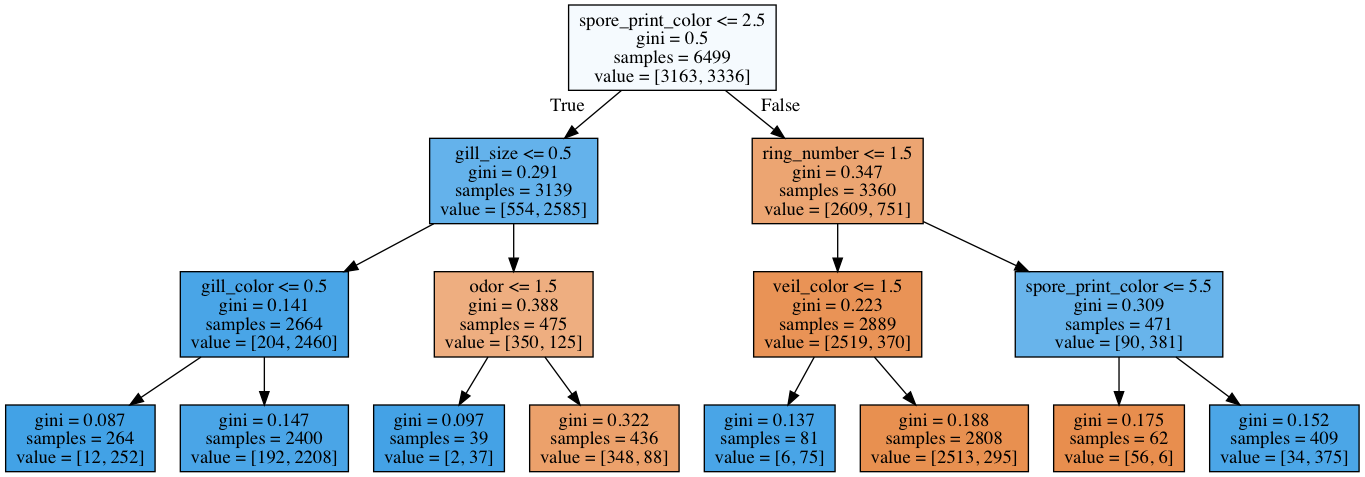 spore_print_color <= 2.5
gini = 0.5
samples = 6499
value = [3163, 3336]
True
False
gill_size <= 0.5
gini = 0.291
samples = 3139
value = [554, 2585]
ring_number <= 1.5
gini = 0.347
samples = 3360
value = [2609, 751]
gill_color <= 0.5
gini = 0.141
samples = 2664
value = [204, 2460]
odor <= 1.5
gini = 0.388
samples = 475
value = [350, 125]
veil_color <= 1.5
gini = 0.223
samples = 2889
value = [2519, 370]
spore_print_color <= 5.5
gini = 0.309
samples = 471
value = [90, 381]
gini = 0.087
samples = 264
value = [12, 252]
gini = 0.147
samples = 2400
value = [192, 2208]
gini = 0.097
samples = 39
value = [2, 37]
gini = 0.322
samples = 436
value = [348, 88]
gini = 0.137
samples = 81
value = [6, 75]
gini = 0.188
samples = 2808
value = [2513, 295]
gini = 0.175
samples = 62
value = [56, 6]
gini = 0.152
samples = 409
value = [34, 375]